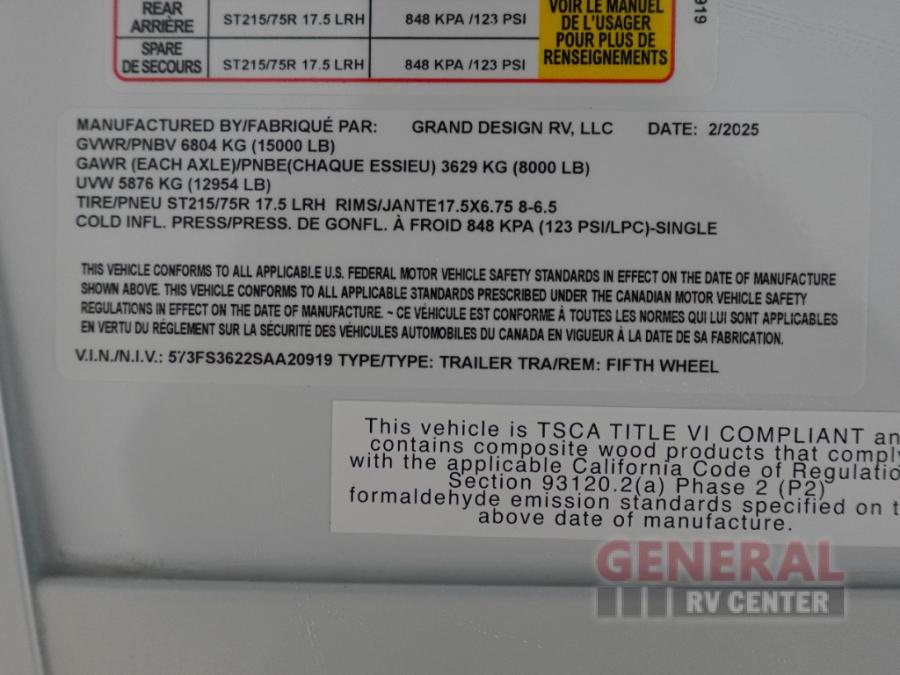 REAR
ARRIÈRE
ST215/75R 17.5 LRH
848 KPA /123 PSI
SPARE
DE SECOURS
ST215/75R 17.5 LRH
848 KPA /123 PSI
VOIR LE MANUEL
DE L'USAGER
POUR PLUS DE
RENSEIGNEMENTS
919
MANUFACTURED BY/FABRIQUÉ PAR: GRAND DESIGN RV, LLC DATE: 2/2025
GVWR/PNBV 6804 KG (15000 LB)
GAWR (EACH AXLE)/PNBE(CHAQUE ESSIEU) 3629 KG (8000 LB)
UVW 5876 KG (12954 LB)
TIRE/PNEU ST215/75R 17.5 LRH RIMS/JANTE17.5X6.75 8-6.5
COLD INFL. PRESS/PRESS. DE GONFL. À FROID 848 KPA (123 PSI/LPC)-SINGLE
THIS VEHICLE CONFORMS TO ALL APPLICABLE U.S. FEDERAL MOTOR VEHICLE SAFETY STANDARDS IN EFFECT ON THE DATE OF MANUFACTURE
SHOWN ABOVE. THIS VEHICLE CONFORMS TO ALL APPLICABLE STANDARDS PRESCRIBED UNDER THE CANADIAN MOTOR VEHICLE SAFETY
REGULATIONS IN EFFECT ON THE DATE OF MANUFACTURE. ~ CE VÉHICULE EST CONFORME À TOUTES LES NORMES QUI LUI SONT APPLICABLES
EN VERTU DU RÉGLEMENT SUR LA SÉCURITÉ DES VÉHICULES AUTOMOBILES DU CANADA EN VIGUEUR À LA DATE DE SA FABRICATION.
V.I.N./N.I.V.: 573FS3622SAA20919 TYPE/TYPE: TRAILER TRA/REM: FIFTH WHEEL
This vehicle is TSCA TITLE VI COMPLIANT an
contains composite wood products that comply
with the applicable California Code of Regulatio
Section 93120.2(a) Phase 2 (P2)
formaldehyde emission standards specified on t
above date of manufacture.
GENERAL
RV CENTER